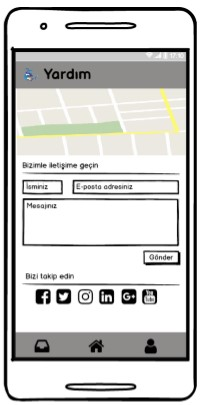 Yardım
Bizimle iletişime geçin
İsminiz
E-posta adresiniz
Mesajınız
Gönder
Bizi takip edin